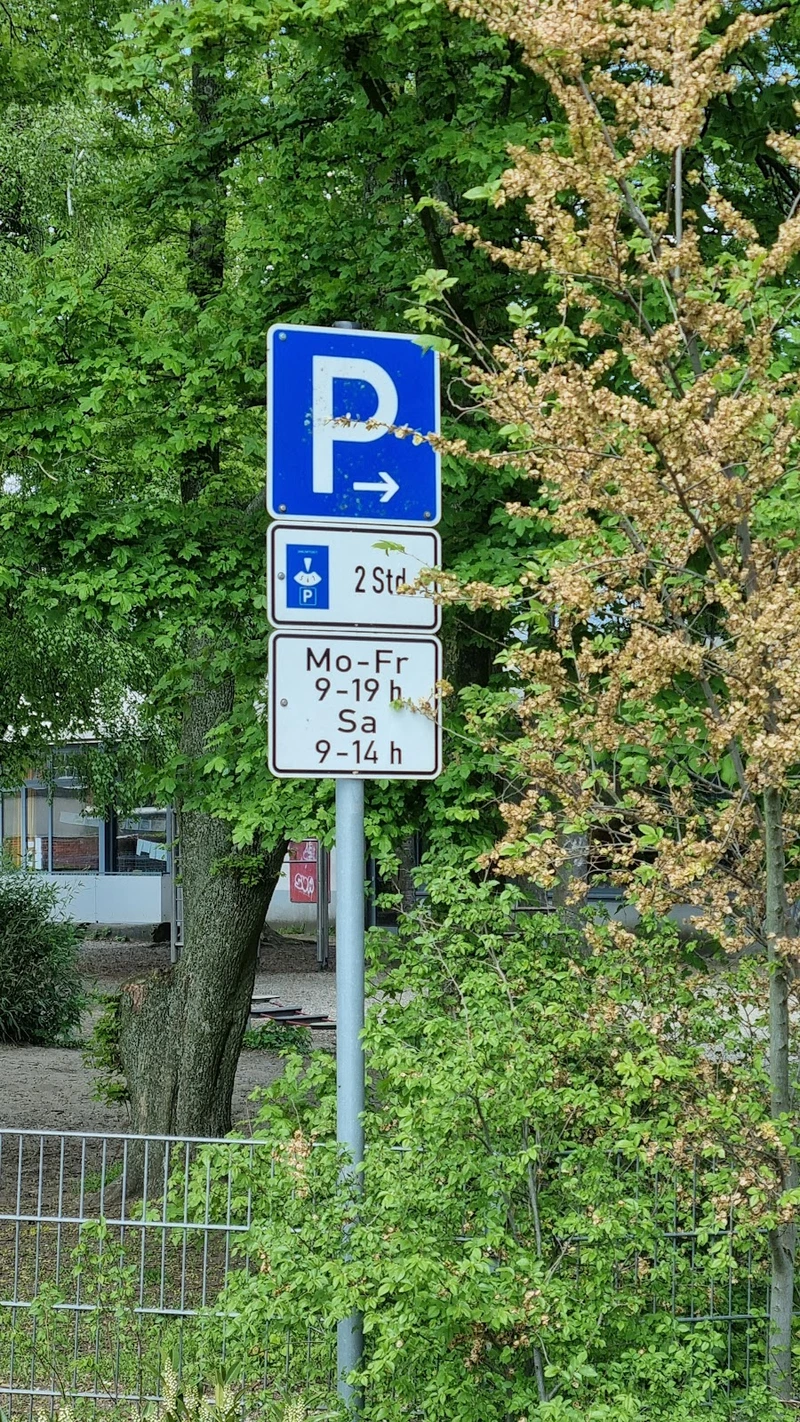 P
2 Std.
P
Mo-Fr
9-19 h
Sa
9-14 h